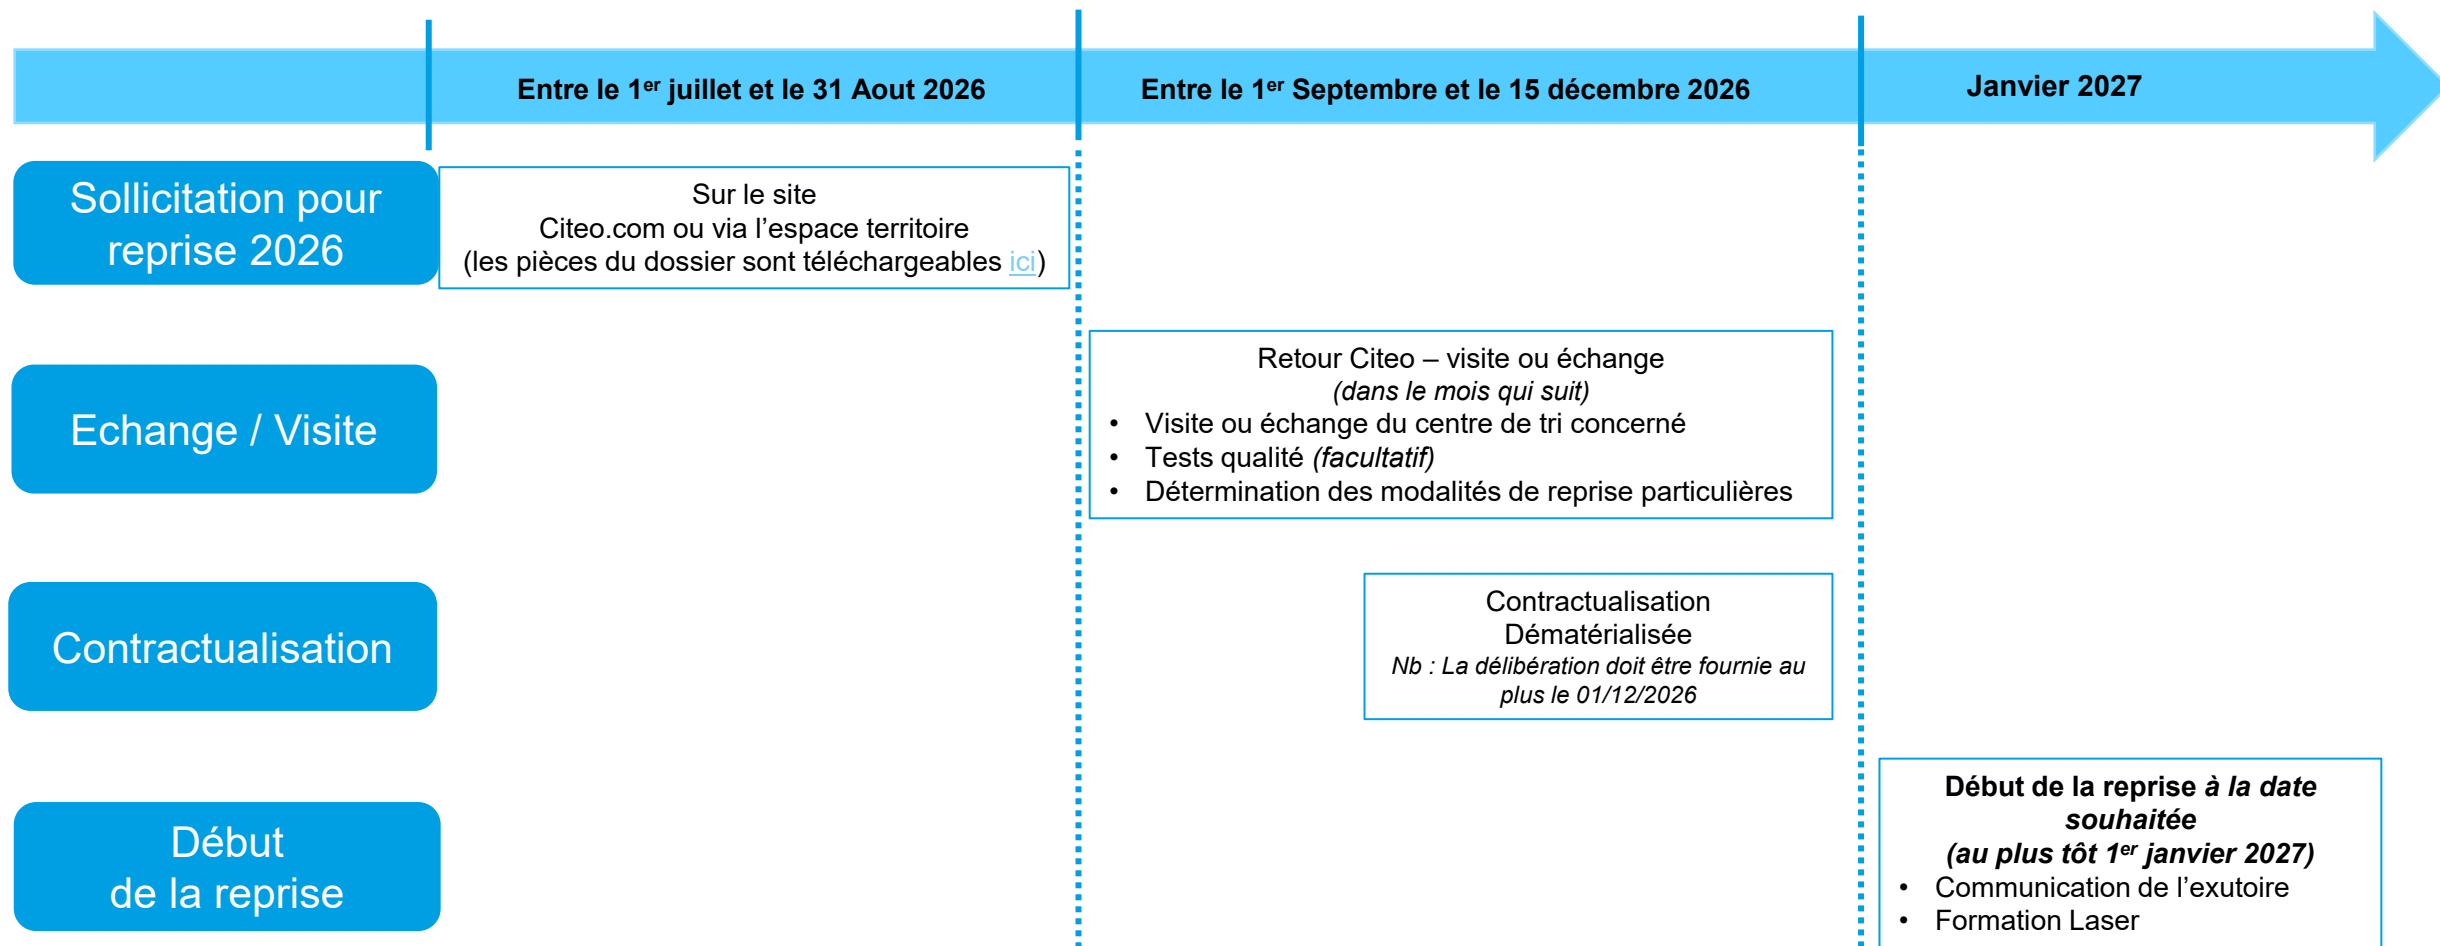 Entre le 1er juillet et le 31 Aout 2026
Entre le 1er Septembre et le 15 décembre 2026
Janvier 2027
Sollicitation pour
reprise 2026
Sur le site
Citeo.com ou via l’espace territoire
(les pièces du dossier sont téléchargeables ici)
Echange / Visite
Retour Citeo – visite ou échange
(dans le mois qui suit)
• Visite ou échange du centre de tri concerné
• Tests qualité (facultatif)
• Détermination des modalités de reprise particulières
Contractualisation
Contractualisation
Dématérialisée
Nb : La délibération doit être fournie au
plus le 01/12/2026
Début
de la reprise
Début de la reprise à la date
souhaitée
(au plus tôt 1er janvier 2027)
• Communication de l’exutoire
• Formation Laser